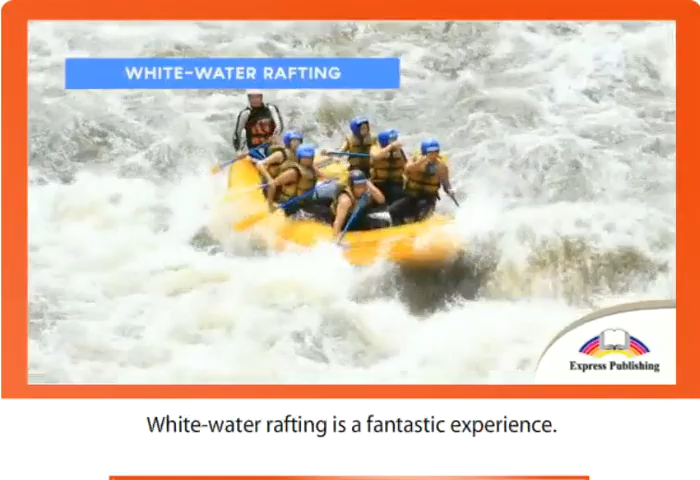 WHITE-WATER RAFTING
Express Publishing
White-water rafting is a fantastic experience.